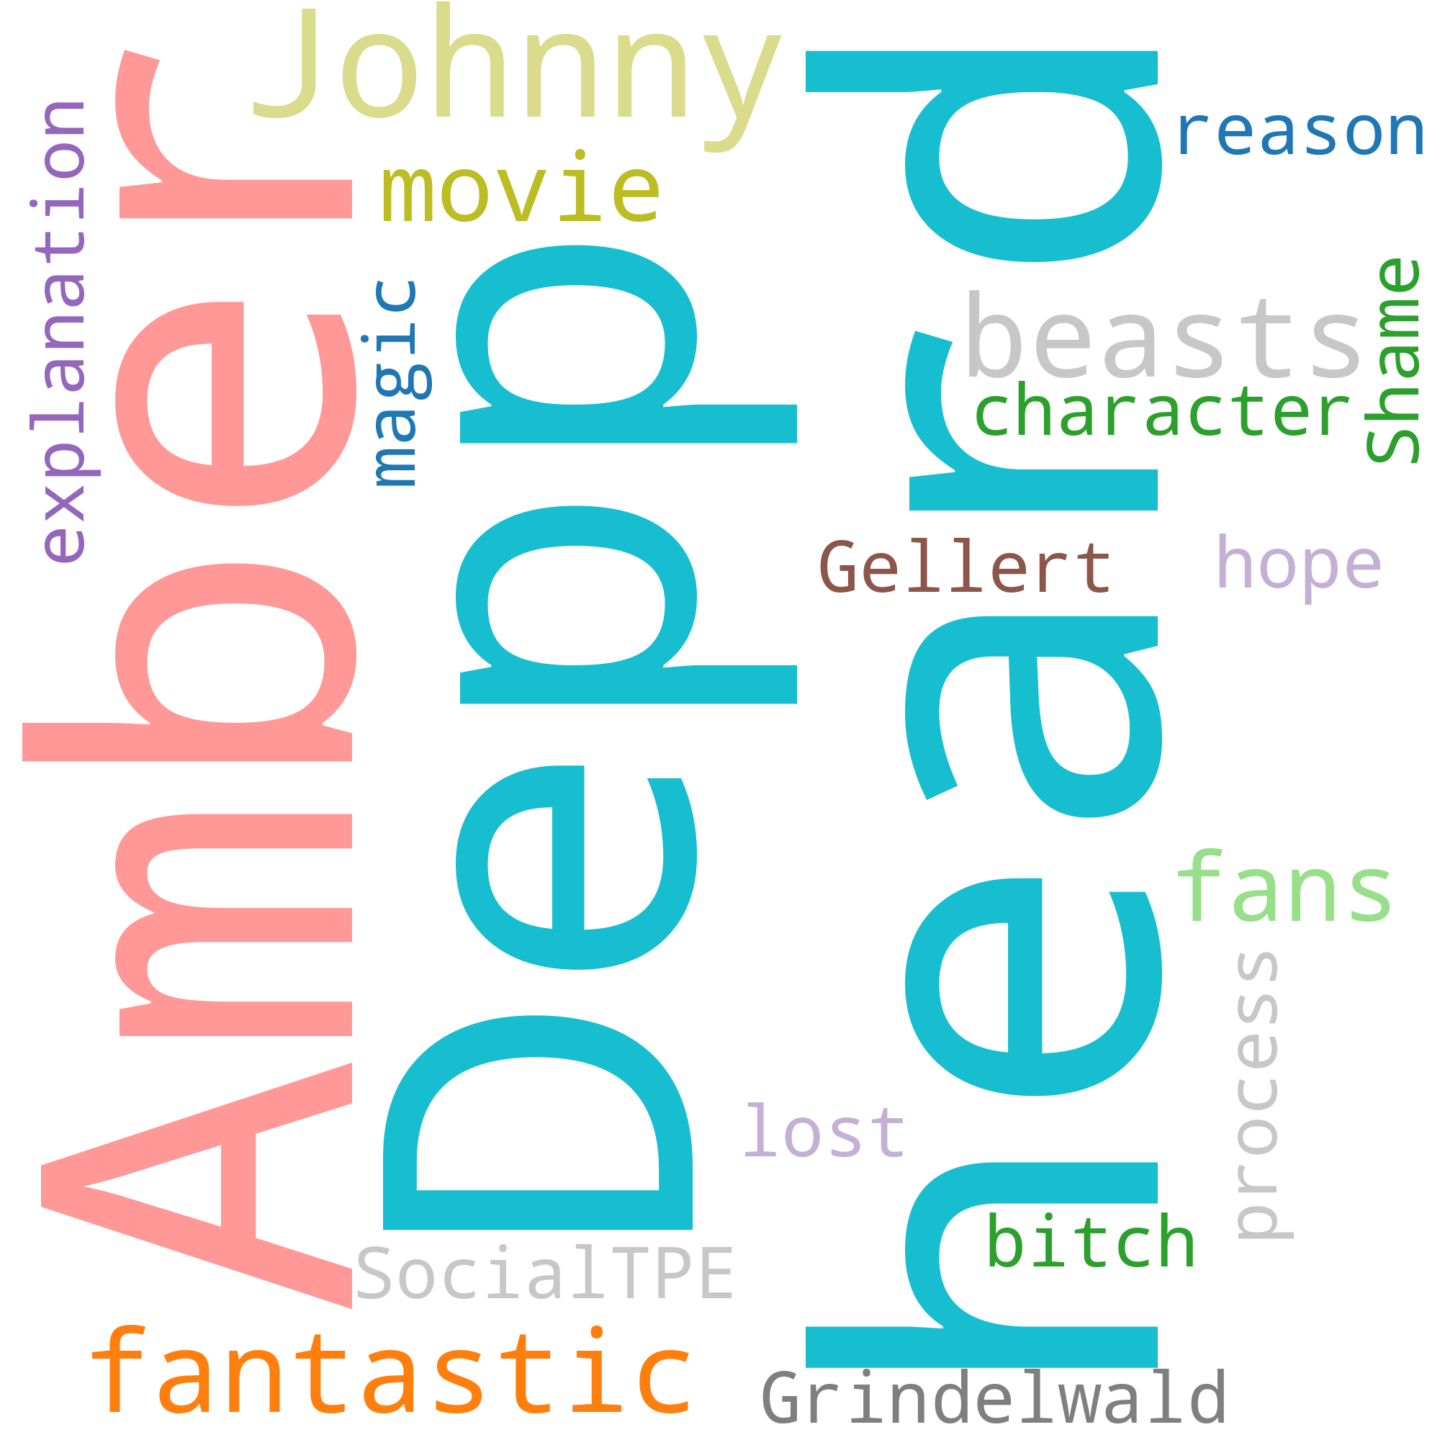 Johnny
reason
movie
explanation
Amber
magic
Depp
heard
beasts
Shame
character
Gellert
hope
fans
process
lost
bitch
SocialTPE
fantastic
Grindelwald